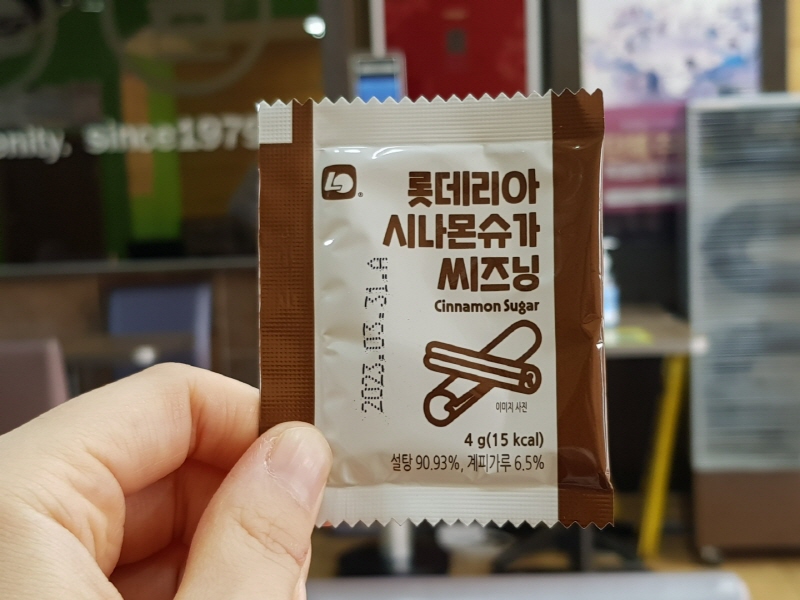 enity, since1979
롯데리아
시나몬슈가
씨즈닝
Cinnamon Sugar
2023.03.31.A
이미지 사진
4 g(15 kcal)
설탕 90.93%, 계피가루 6.5%